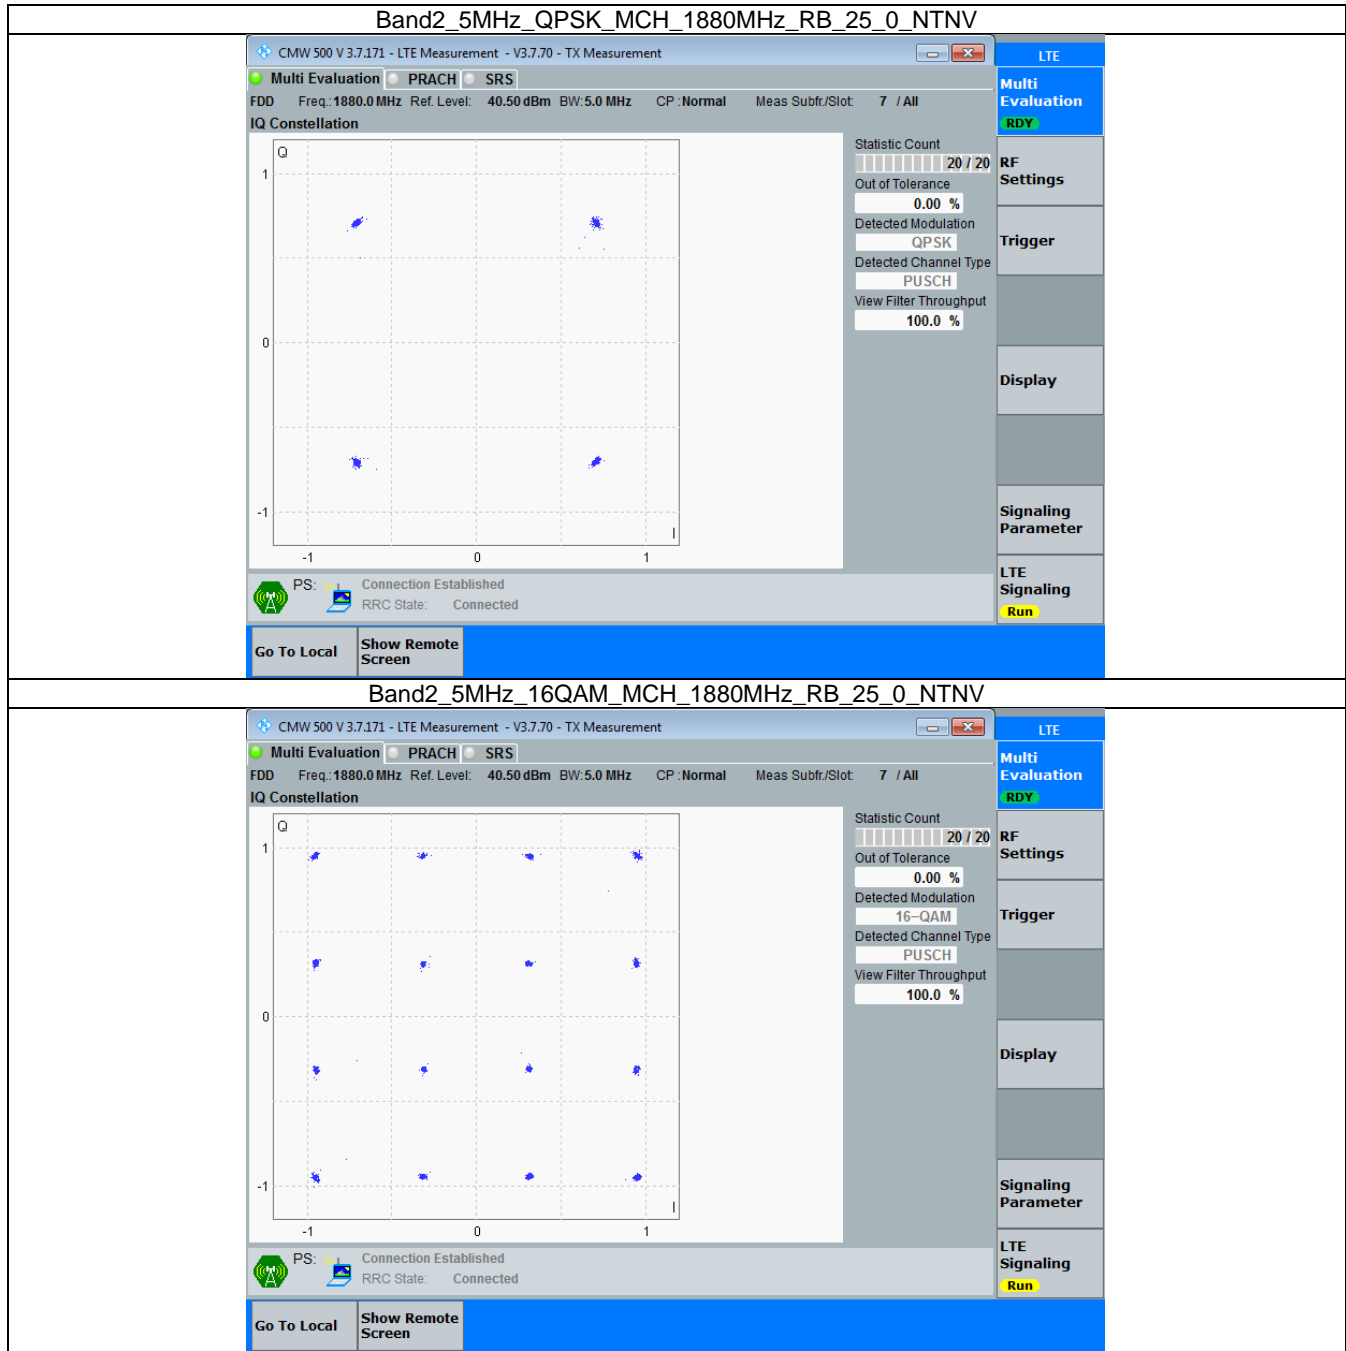 Band2_5MHz_QPSK_MCH_1880MHz_RB_25_0_NTNV
CMW 500 V 3.7.171 - LTE Measurement - V3.7.70 - TX Measurement
LTE
Multi Evaluation PRACH SRS
Multi
Evaluation
RDY
FDD Freq.:1880.0 MHz Ref. Level: 40.50 dBm BW:5.0 MHz CP :Normal Meas Subfr./Slot: 7 / All
IQ Constellation
Q
1
0
-1
-1 0 1
I
Statistic Count
20 / 20
Out of Tolerance
0.00 %
Detected Modulation
QPSK
Detected Channel Type
PUSCH
View Filter Throughput
100.0 %
RF
Settings
Trigger
Display
Signaling
Parameter
LTE
Signaling
Run
PS: Connection Established
RRC State: Connected
Go To Local
Show Remote
Screen
Band2_5MHz_16QAM_MCH_1880MHz_RB_25_0_NTNV
CMW 500 V 3.7.171 - LTE Measurement - V3.7.70 - TX Measurement
LTE
Multi Evaluation PRACH SRS
Multi
Evaluation
RDY
FDD Freq.:1880.0 MHz Ref. Level: 40.50 dBm BW:5.0 MHz CP :Normal Meas Subfr./Slot: 7 / All
IQ Constellation
Q
1
0
-1
-1 0 1
I
Statistic Count
20 / 20
Out of Tolerance
0.00 %
Detected Modulation
16-QAM
Detected Channel Type
PUSCH
View Filter Throughput
100.0 %
RF
Settings
Trigger
Display
Signaling
Parameter
LTE
Signaling
Run
PS: Connection Established
RRC State: Connected
Go To Local
Show Remote
Screen